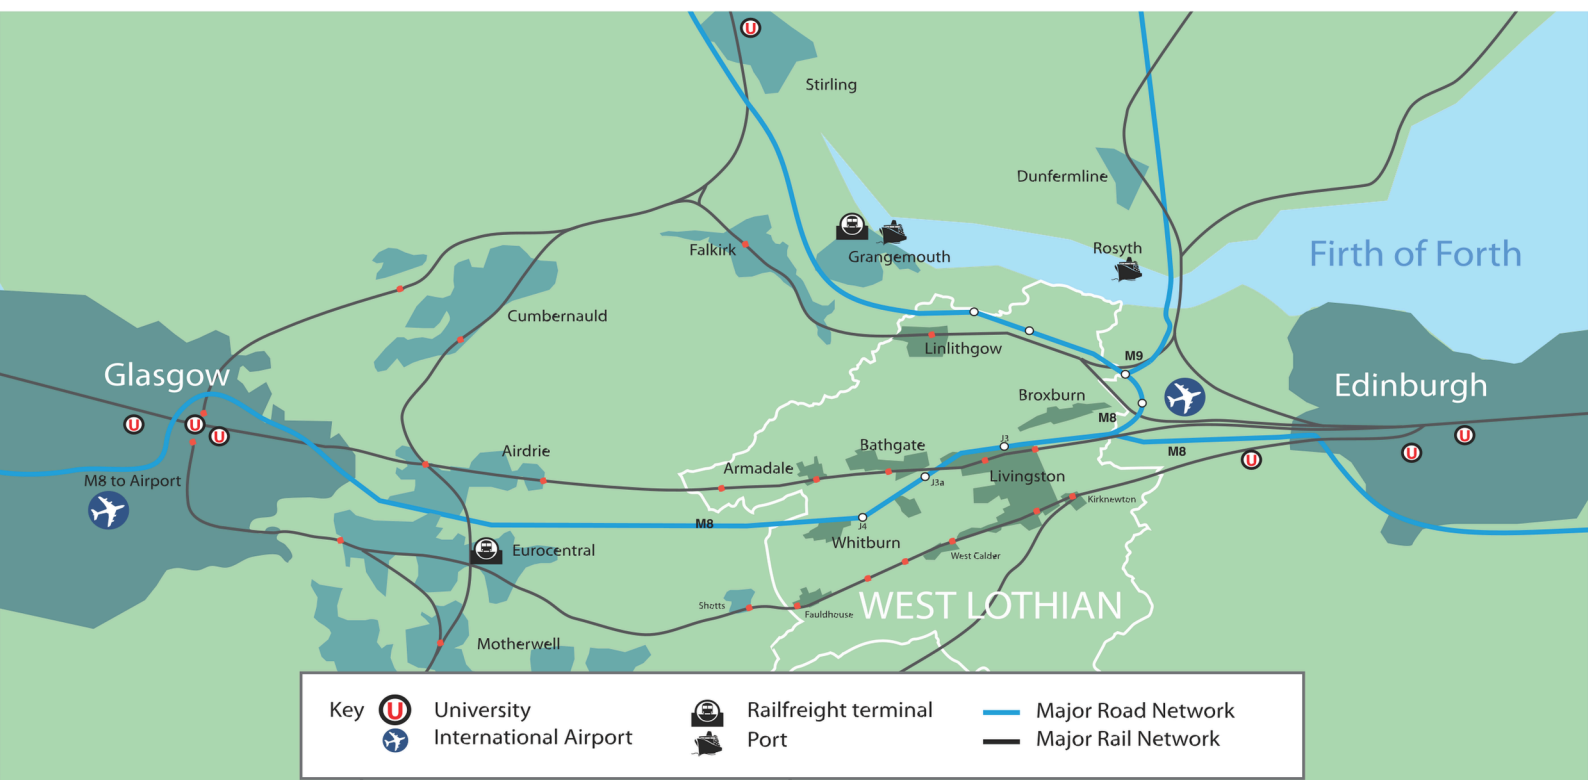 Stirling
Dunfermline
Rosyth
Firth of Forth
Falkirk
Grangemouth
Cumbernauld
Linlithgow
M9
Glasgow
Edinburgh
Broxburn
M8
U
U
U
U
U
U
U
J3
M8
Airdrie
Bathgate
Armadale
Livingston
J3a
M8 to Airport
Kirknewton
M8
J4
Whitburn
Eurocentral
West Calder
Shotts
Fauldhouse
WEST LOTHIAN
Motherwell
Key
U
University
Railfreight terminal
Major Road Network
International Airport
Port
Major Rail Network